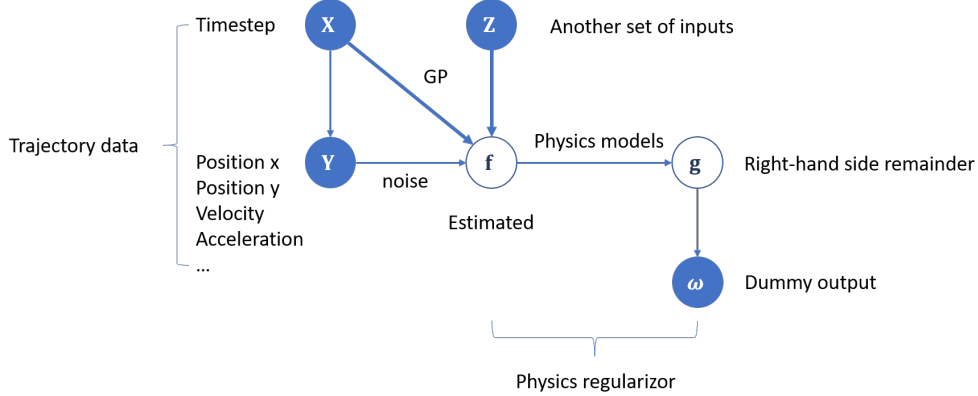 Timestep
X
Z
Another set of inputs
GP
Trajectory data
Position x
Position y
Velocity
Acceleration
...
Y
noise
f
Estimated
Physics models
g
Right-hand side remainder
ω
Dummy output
Physics regularizor